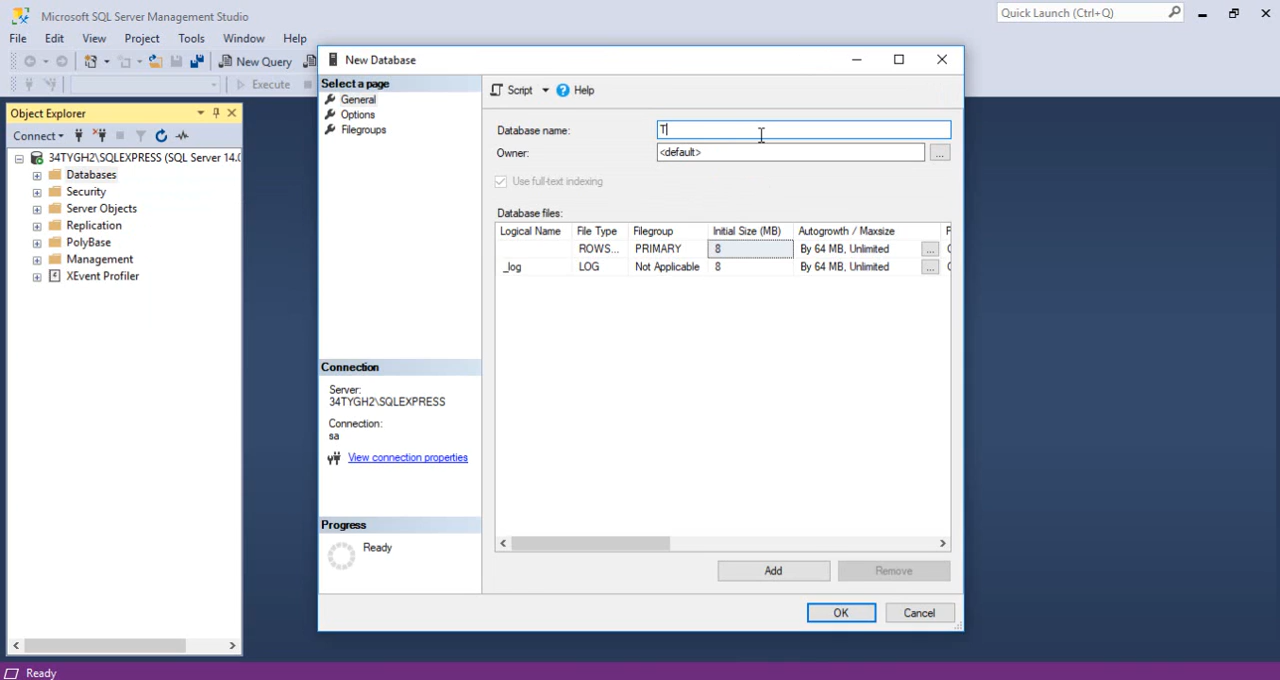 Microsoft SQL Server Management Studio
Quick Launch (Ctrl+Q)
File Edit View Project Tools Window Help
New Query
Execute
Object Explorer
Connect
34TYGH2\SQLEXPRESS (SQL Server 14.0
Databases
Security
Server Objects
Replication
PolyBase
Management
XEvent Profiler
New Database
Select a page
General
Options
Filegroups
Script Help
Database name: T
Owner: <default> ...
Use full-text indexing
Database files:
Logical Name File Type Filegroup Initial Size (MB) Autogrowth / Maxsize
ROWS... PRIMARY 8 By 64 MB, Unlimited ...
_log LOG Not Applicable 8 By 64 MB, Unlimited ...
Connection
Server:
34TYGH2\SQLEXPRESS
Connection:
sa
View connection properties
Progress
Ready
Add Remove
OK Cancel
Ready